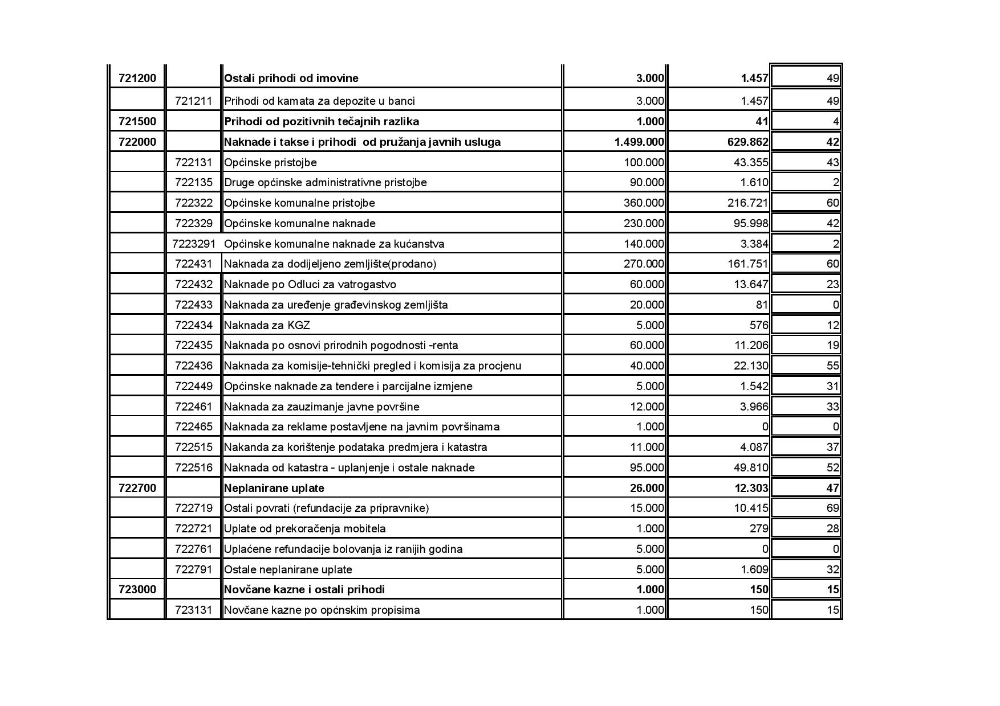 721200 Ostali prihodi od imovine 3.000 1.457 49
721211 Prihodi od kamata za depozite u banci 3.000 1.457 49
721500 Prihodi od pozitivnih tečajnih razlika 1.000 41 4
722000 Naknade i takse i prihodi od pružanja javnih usluga 1.499.000 629.862 42
722131 Općinske pristojbe 100.000 43.355 43
722135 Druge općinske administrativne pristojbe 90.000 1.610 2
722322 Općinske komunalne pristojbe 360.000 216.721 60
722329 Općinske komunalne naknade 230.000 95.998 42
7223291 Općinske komunalne naknade za kućanstva 140.000 3.384 2
722431 Naknada za dodijeljeno zemljište(prodano) 270.000 161.751 60
722432 Naknade po Odluci za vatrogastvo 60.000 13.647 23
722433 Naknada za uređenje građevinskog zemljišta 20.000 81 0
722434 Naknada za KGZ 5.000 576 12
722435 Naknada po osnovi prirodnih pogodnosti -renta 60.000 11.206 19
722436 Naknada za komisije-tehnički pregled i komisija za procjenu 40.000 22.130 55
722449 Općinske naknade za tendere i parcijalne izmjene 5.000 1.542 31
722461 Naknada za zauzimanje javne površine 12.000 3.966 33
722465 Naknada za reklame postavljene na javnim površinama 1.000 0 0
722515 Nakanda za korištenje podataka predmjera i katastra 11.000 4.087 37
722516 Naknada od katastra - uplanjenje i ostale naknade 95.000 49.810 52
722700 Neplanirane uplate 26.000 12.303 47
722719 Ostali povrati (refundacije za pripravnike) 15.000 10.415 69
722721 Uplate od prekoračenja mobitela 1.000 279 28
722761 Uplaćene refundacije bolovanja iz ranijih godina 5.000 0 0
722791 Ostale neplanirane uplate 5.000 1.609 32
723000 Novčane kazne i ostali prihodi 1.000 150 15
723131 Novčane kazne po općnskim propisima 1.000 150 15